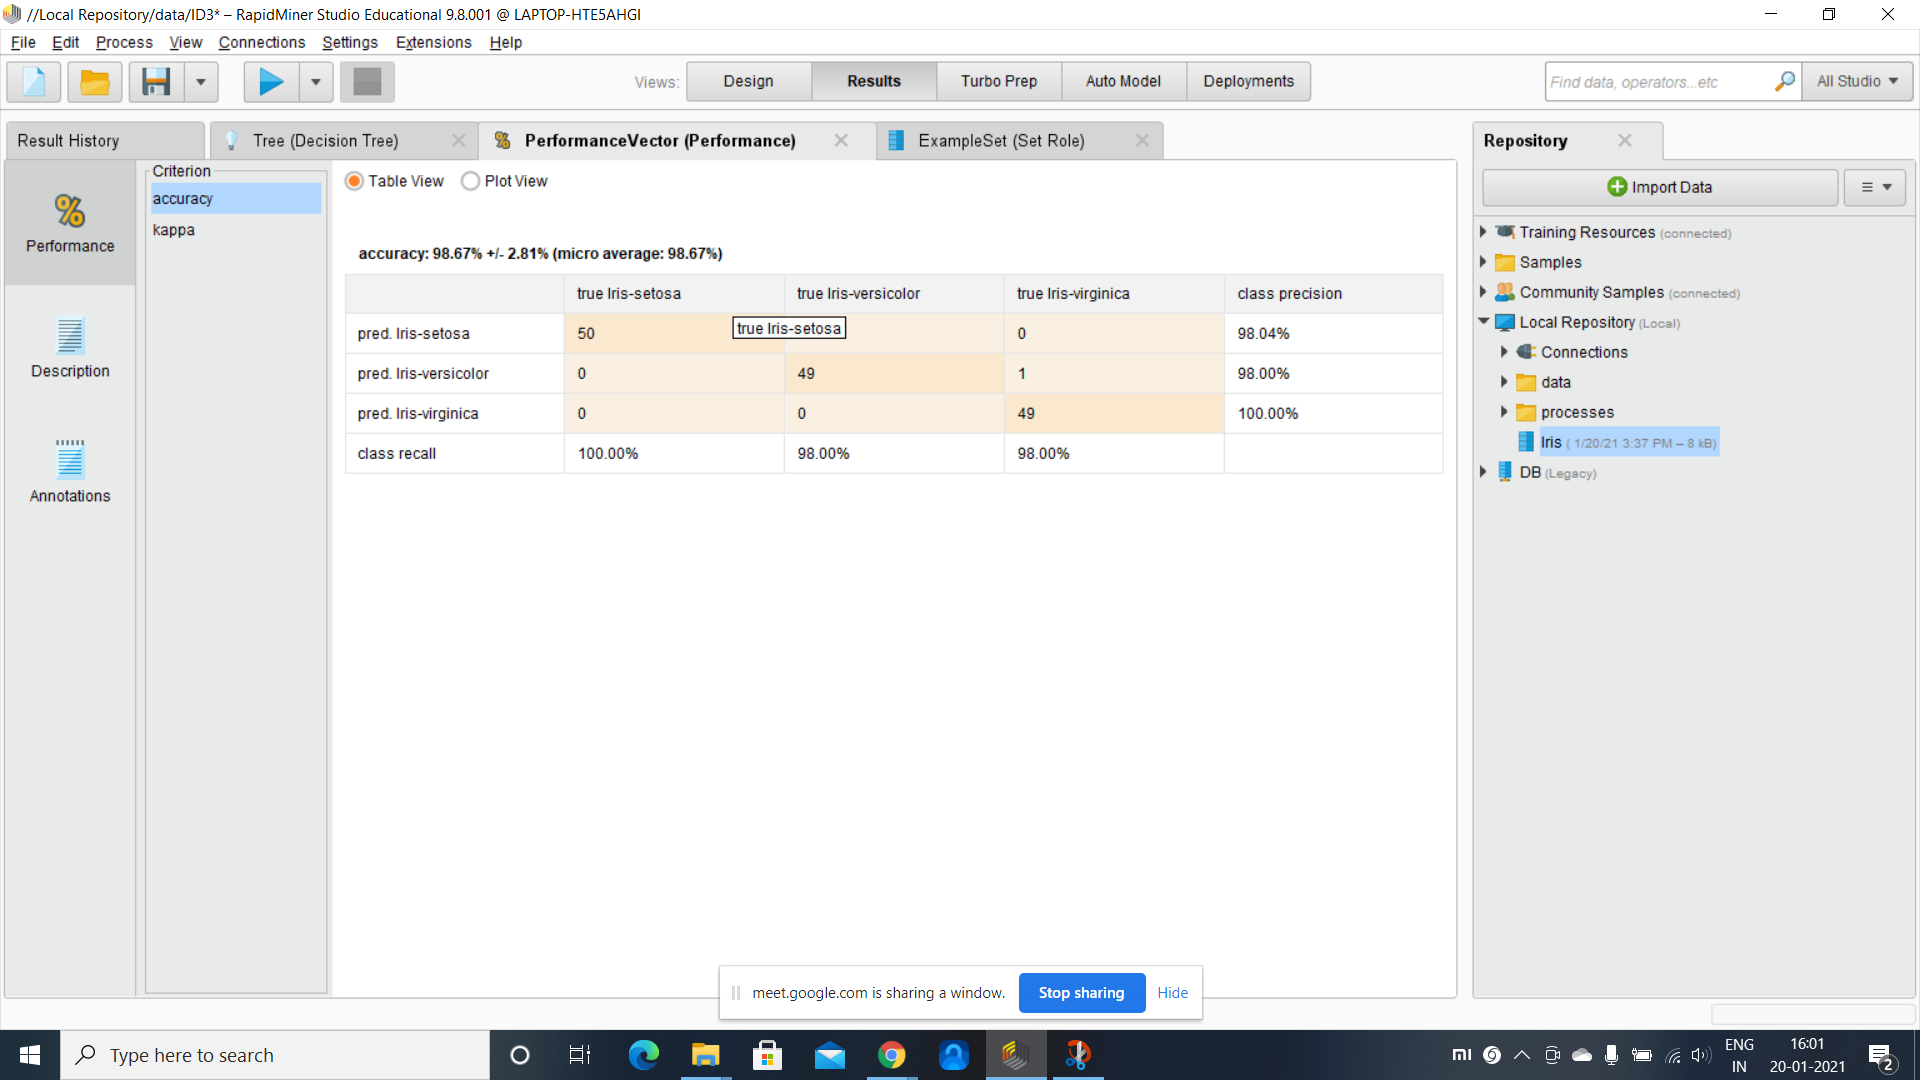 //Local Repository/data/ID3* – RapidMiner Studio Educational 9.8.001 @ LAPTOP-HTE5AHGI
File Edit Process View Connections Settings Extensions Help
Views: Design Results Turbo Prep Auto Model Deployments
Find data, operators...etc
All Studio
Result History
Tree (Decision Tree)
PerformanceVector (Performance)
ExampleSet (Set Role)
Performance
Description
Annotations
Criterion
accuracy
kappa
Table View Plot View
accuracy: 98.67% +/- 2.81% (micro average: 98.67%)
true Iris-setosa true Iris-versicolor true Iris-virginica class precision
pred. Iris-setosa 50 0 98.04%
true Iris-setosa
pred. Iris-versicolor 0 49 1 98.00%
pred. Iris-virginica 0 0 49 100.00%
class recall 100.00% 98.00% 98.00%
Repository
Import Data
Training Resources (connected)
Samples
Community Samples (connected)
Local Repository (Local)
Connections
data
processes
Iris ( 1/20/21 3:37 PM – 8 kB)
DB (Legacy)
meet.google.com is sharing a window. Stop sharing Hide
Type here to search
mi
ENG
IN
16:01
20-01-2021
2